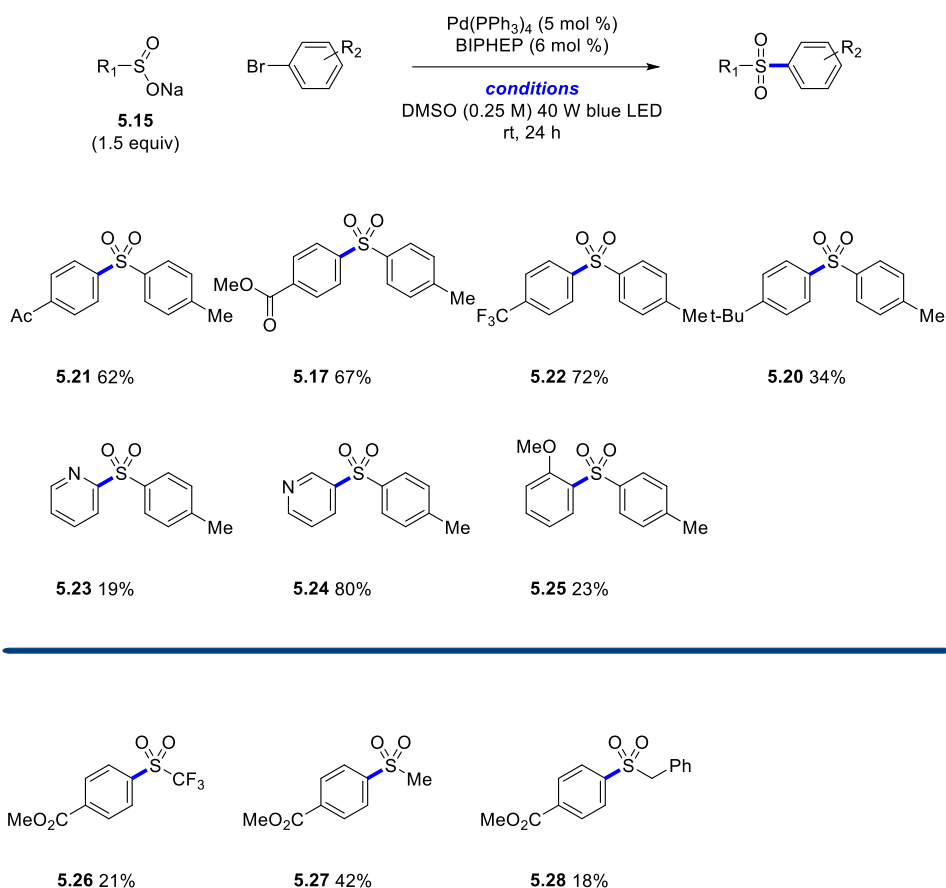 Pd(PPh3)4 (5 mol %)
BIPHEP (6 mol %)
conditions
DMSO (0.25 M) 40 W blue LED
rt, 24 h
R1 S O ONa
5.15
(1.5 equiv)
Br R2
R1 S O O R2
Ac S O O Me
5.21 62%
MeO O S O O Me
5.17 67%
F3C S O O Me
5.22 72%
t-Bu S O O Me
5.20 34%
N S O O Me
5.23 19%
N S O O Me
5.24 80%
MeO S O O Me
5.25 23%
MeO2C S O O CF3
5.26 21%
MeO2C S O O Me
5.27 42%
MeO2C S O O Ph
5.28 18%